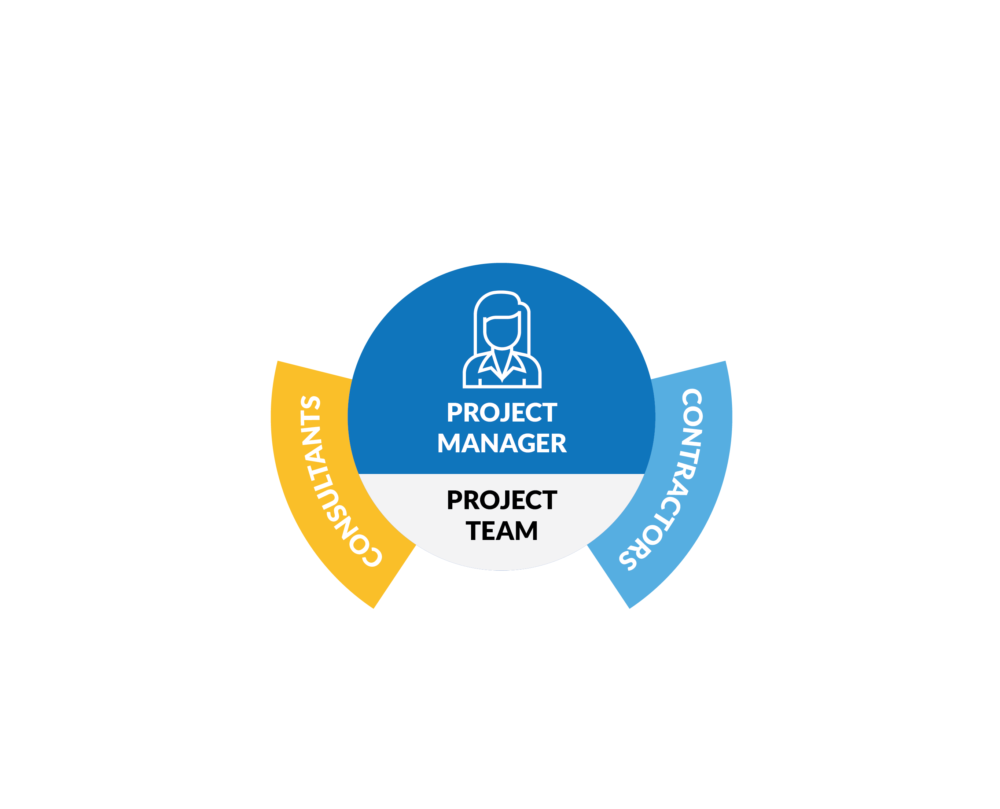 PROJECT
MANAGER
PROJECT
TEAM
CONSULTANTS
CONTRACTORS